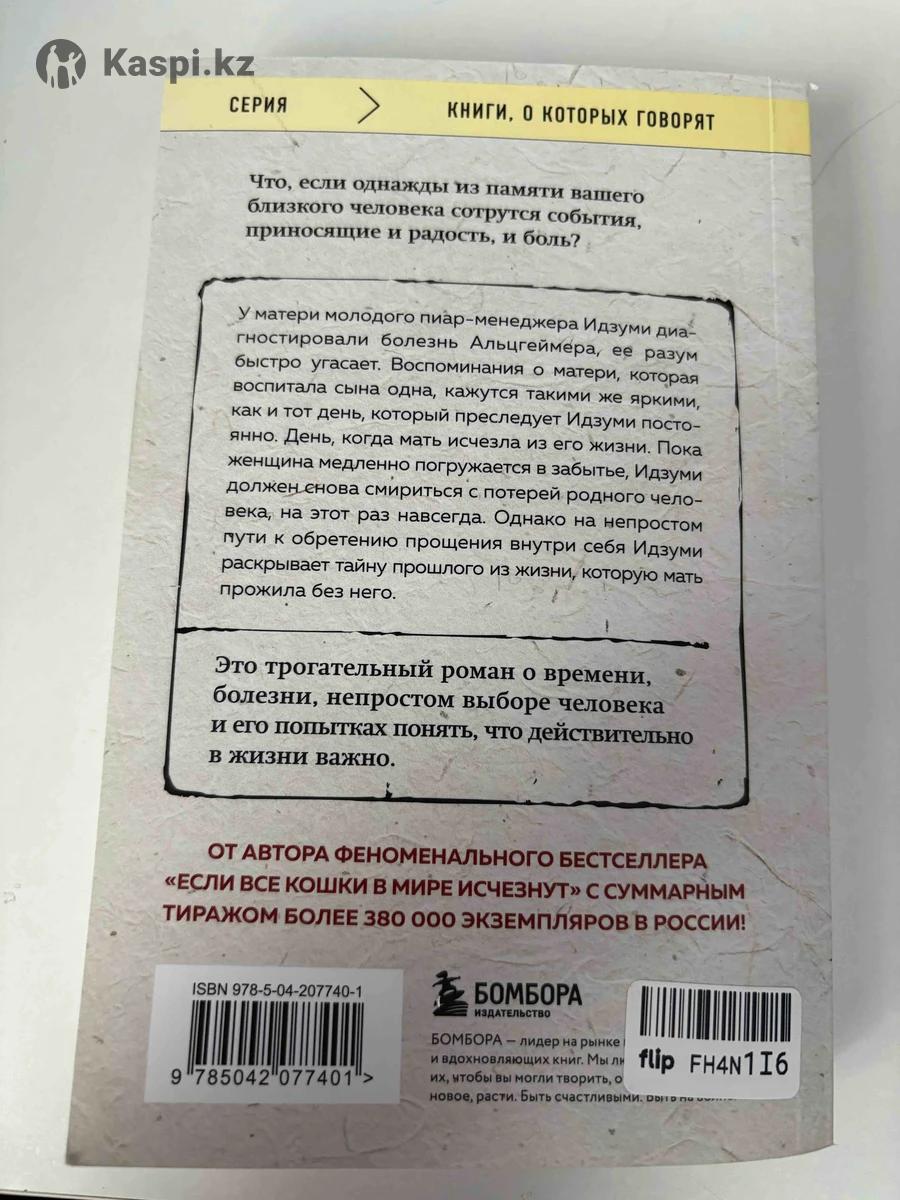 Kaspi.kz
СЕРИЯ > КНИГИ, О КОТОРЫХ ГОВОРЯТ
Что, если однажды из памяти вашего
близкого человека сотрутся события,
приносящие и радость, и боль?
У матери молодого пиар-менеджера Идзуми диа-
гностировали болезнь Альцгеймера, ее разум
быстро угасает. Воспоминания о матери, которая
воспитала сына одна, кажутся такими же яркими,
как и тот день, который преследует Идзуми посто-
янно. День, когда мать исчезла из его жизни. Пока
женщина медленно погружается в забытье, Идзуми
должен снова смириться с потерей родного чело-
века, на этот раз навсегда. Однако на непростом
пути к обретению прощения внутри себя Идзуми
раскрывает тайну прошлого из жизни, которую мать
прожила без него.
Это трогательный роман о времени,
болезни, непростом выборе человека
и его попытках понять, что действительно
в жизни важно.
ОТ АВТОРА ФЕНОМЕНАЛЬНОГО БЕСТСЕЛЛЕРА
«ЕСЛИ ВСЕ КОШКИ В МИРЕ ИСЧЕЗНУТ» С СУММАРНЫМ
ТИРАЖОМ БОЛЕЕ 380 000 ЭКЗЕМПЛЯРОВ В РОССИИ!
ISBN 978-5-04-207740-1
9 785042 077401 >
БОМБОРА
ИЗДАТЕЛЬСТВО
БОМБОРА — лидер на рынке
и вдохновляющих книг. Мы
их, чтобы вы могли творить,
новое, расти. Быть счастливыми. Быть на
flip FH4N1I6